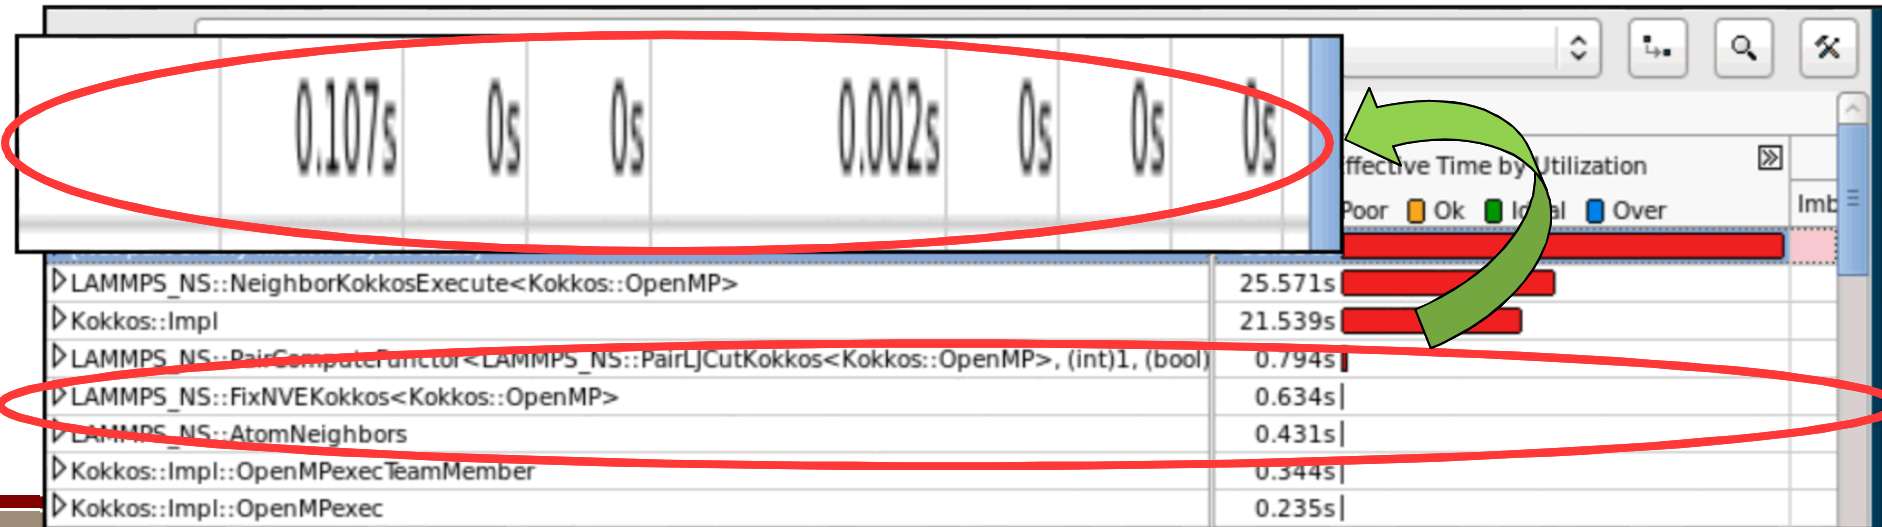 0.107s 0s 0s 0.002s 0s 0s 0s
ffective Time by Utilization
Poor Ok Ideal Over
Imb
LAMMPS_NS::NeighborKokkosExecute<Kokkos::OpenMP> 25.571s
Kokkos::Impl 21.539s
LAMMPS_NS::PairComputeFunctor<LAMMPS_NS::PairLJCutKokkos<Kokkos::OpenMP>, (int)1, (bool) 0.794s
LAMMPS_NS::FixNVEKokkos<Kokkos::OpenMP> 0.634s
LAMMPS_NS::AtomNeighbors 0.431s
Kokkos::Impl::OpenMPexecTeamMember 0.344s
Kokkos::Impl::OpenMPexec 0.235s